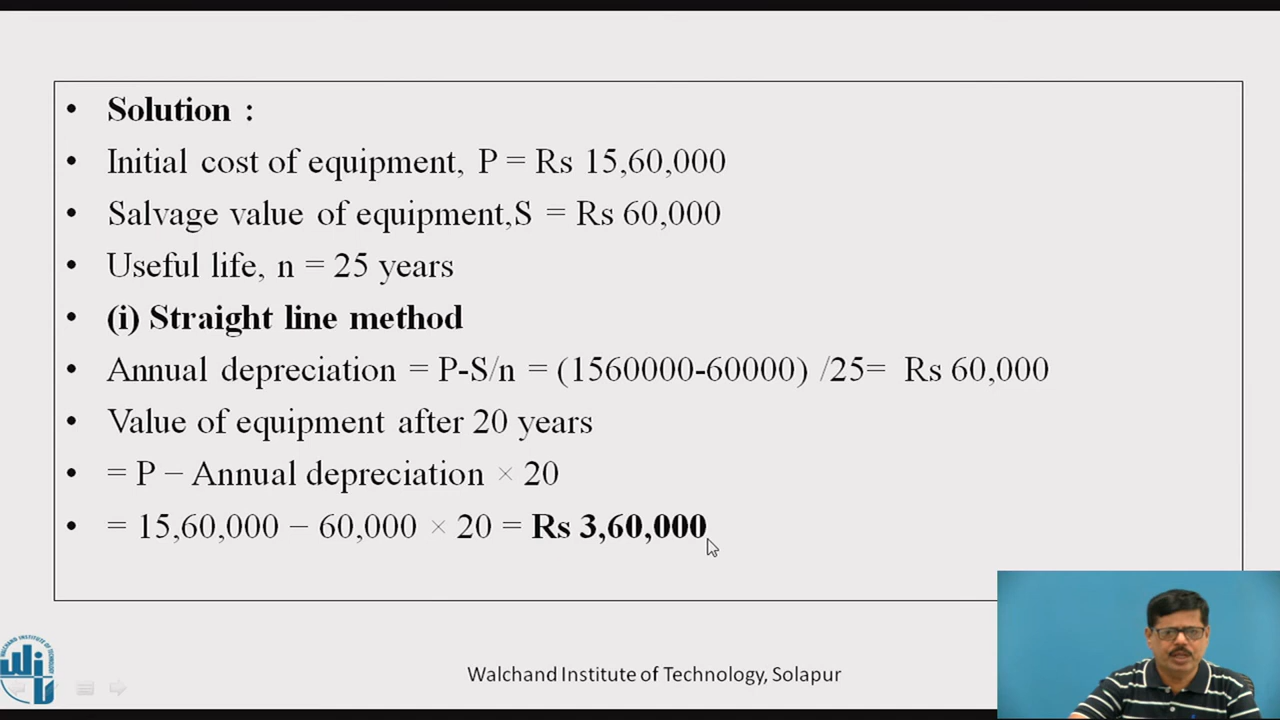 • Solution :
• Initial cost of equipment, P = Rs 15,60,000
• Salvage value of equipment,S = Rs 60,000
• Useful life, n = 25 years
• (i) Straight line method
• Annual depreciation = P-S/n = (1560000-60000) /25= Rs 60,000
• Value of equipment after 20 years
• = P − Annual depreciation × 20
• = 15,60,000 − 60,000 × 20 = Rs 3,60,000
Walchand Institute of Technology, Solapur